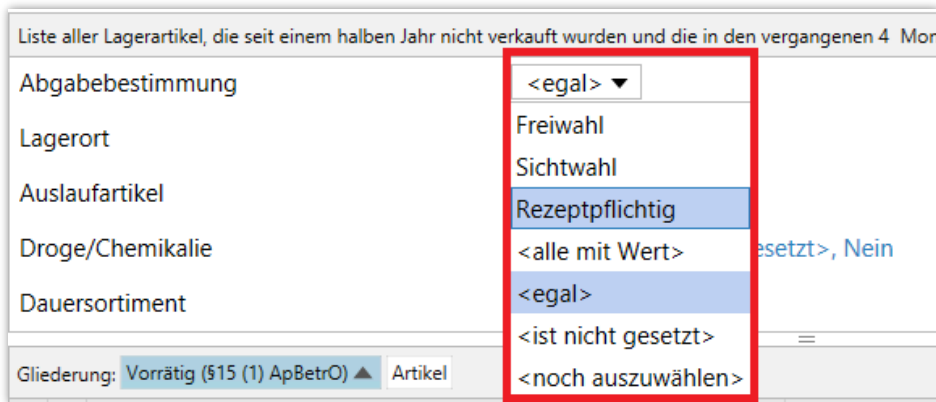 Liste aller Lagerartikel, die seit einem halben Jahr nicht verkauft wurden und die in den vergangenen 4
Abgabebestimmung <egal>
Freiwahl
Lagerort
Sichtwahl
Auslaufartikel
Rezeptpflichtig
Droge/Chemikalie <alle mit Wert> Nein
<egal>
Dauersortiment
<ist nicht gesetzt>
Gliederung: Vorrätig (§15 (1) ApBetrO) Artikel
<noch auszuwählen>